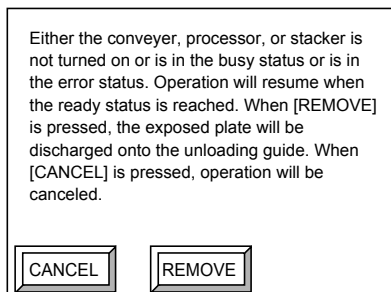 Either the conveyer, processor, or stacker is
not turned on or is in the busy status or is in
the error status. Operation will resume when
the ready status is reached. When [REMOVE]
is pressed, the exposed plate will be
discharged onto the unloading guide. When
[CANCEL] is pressed, operation will be
canceled.
CANCEL REMOVE